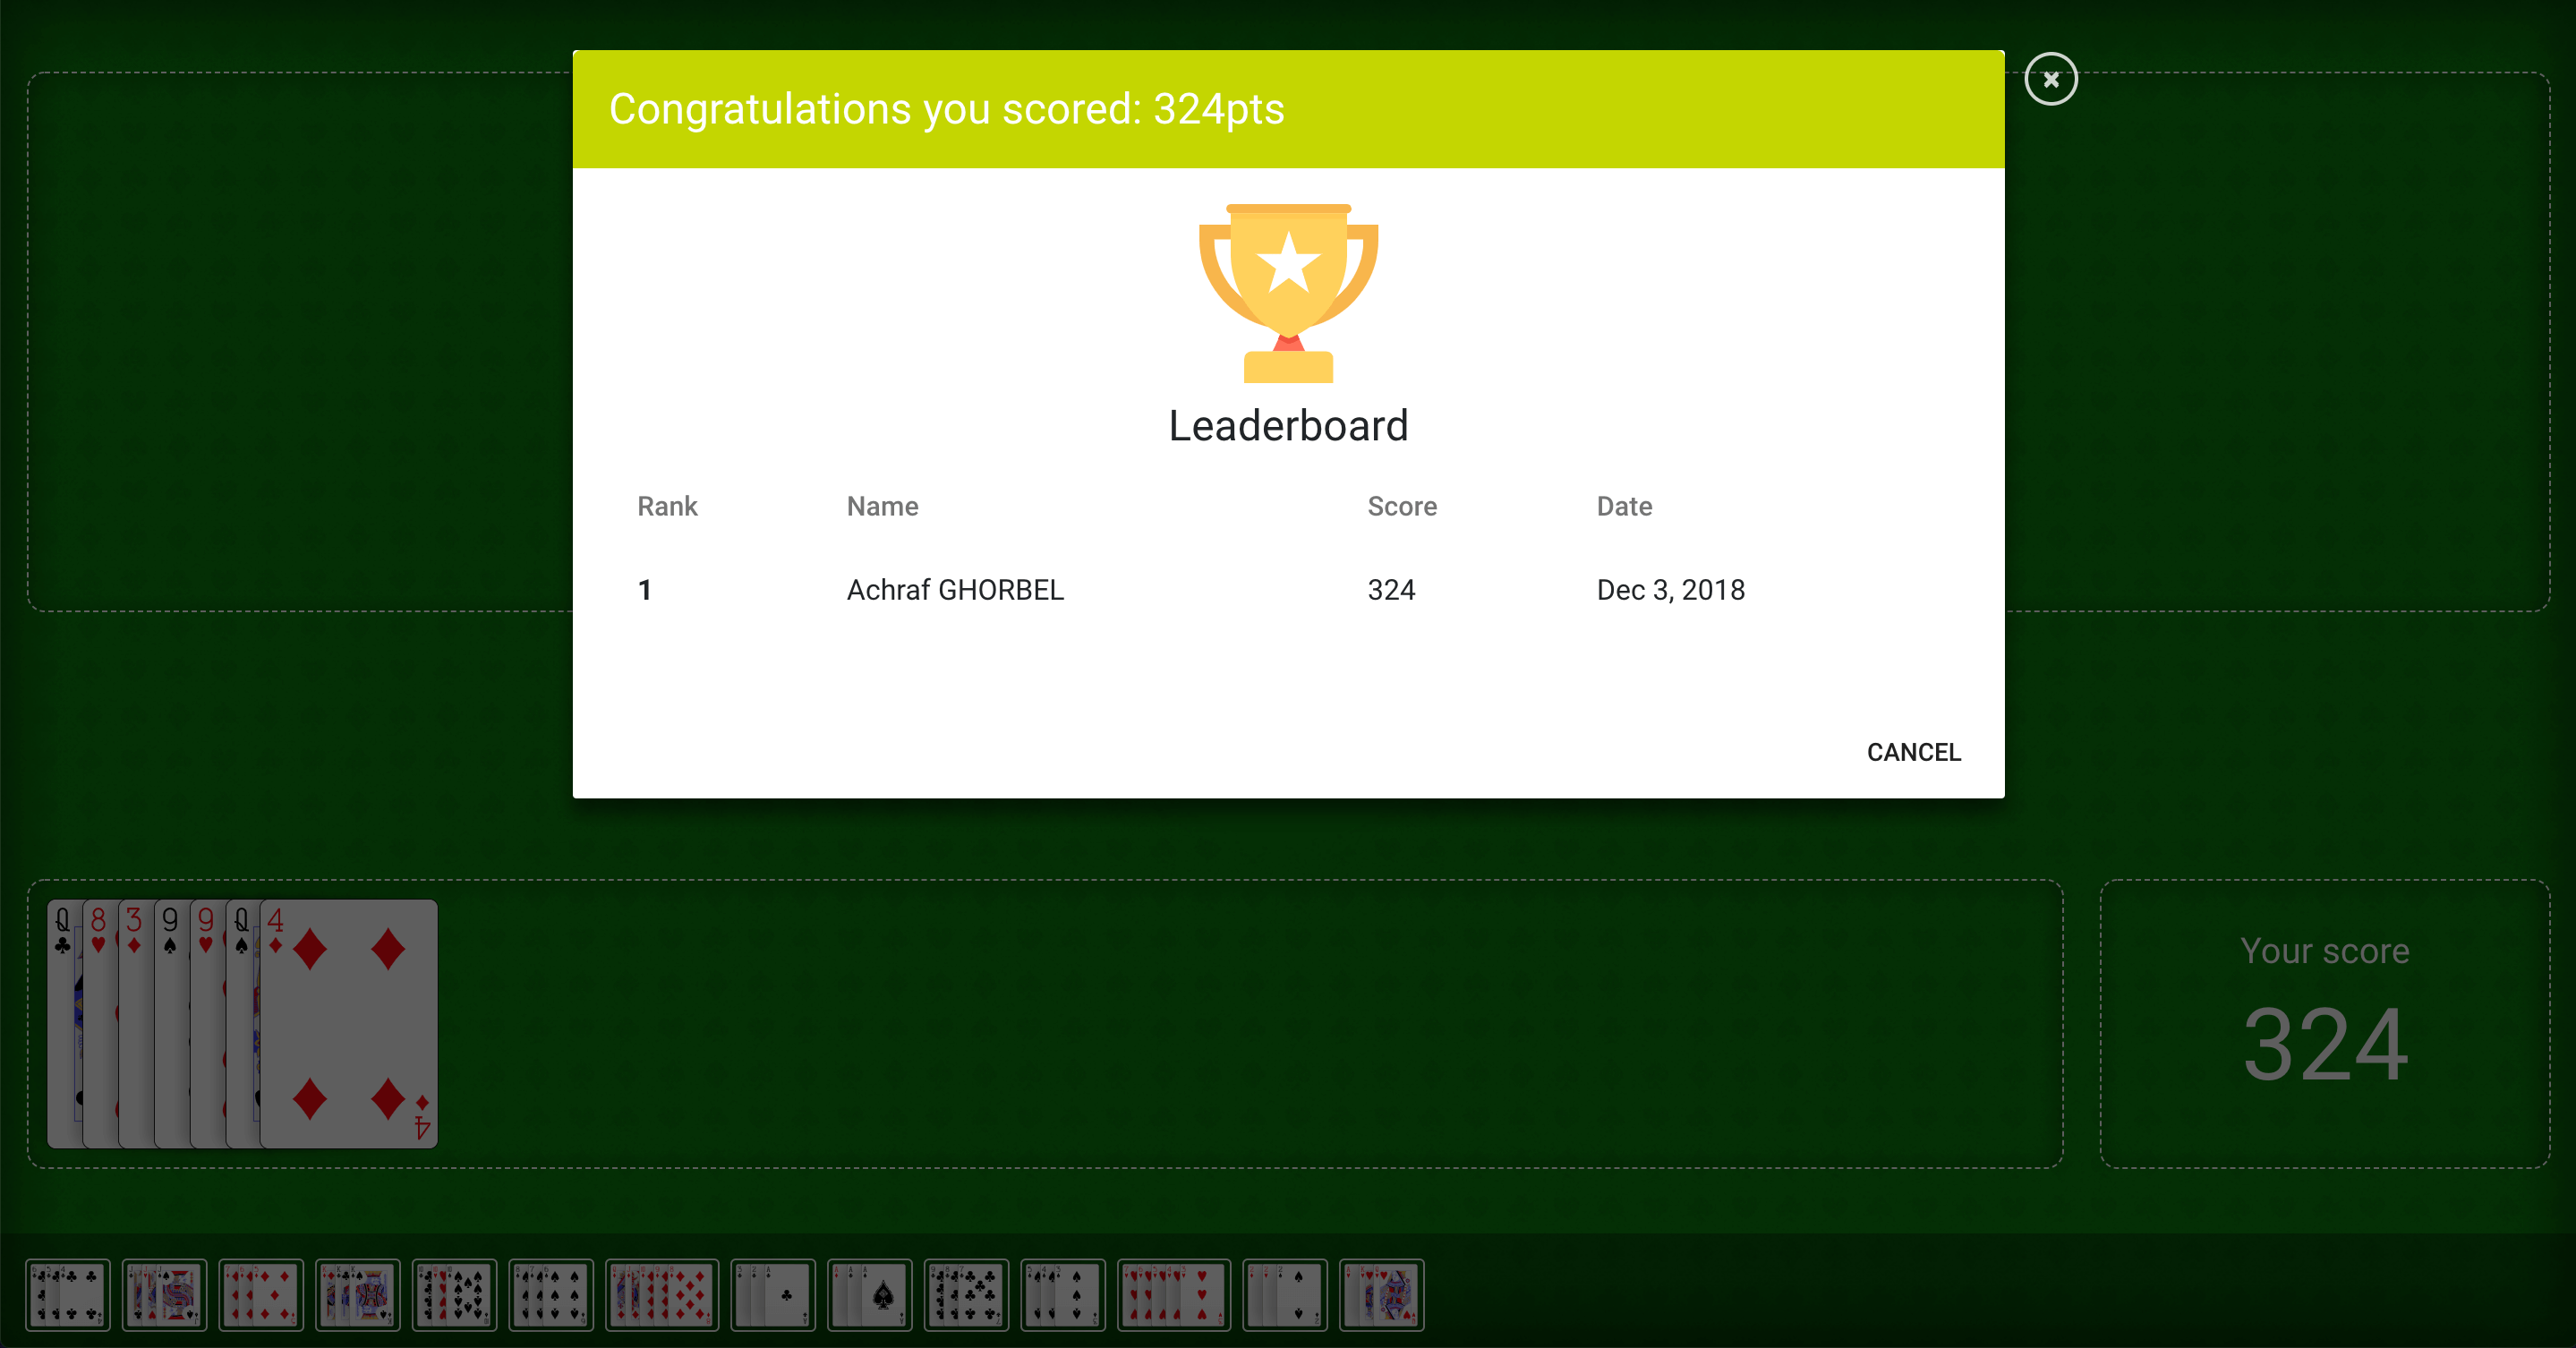 Congratulations you scored: 324pts
Leaderboard
Rank Name Score Date
1 Achraf GHORBEL 324 Dec 3, 2018
CANCEL
Q 8 3 9 9 Q 4
4
Your score
324